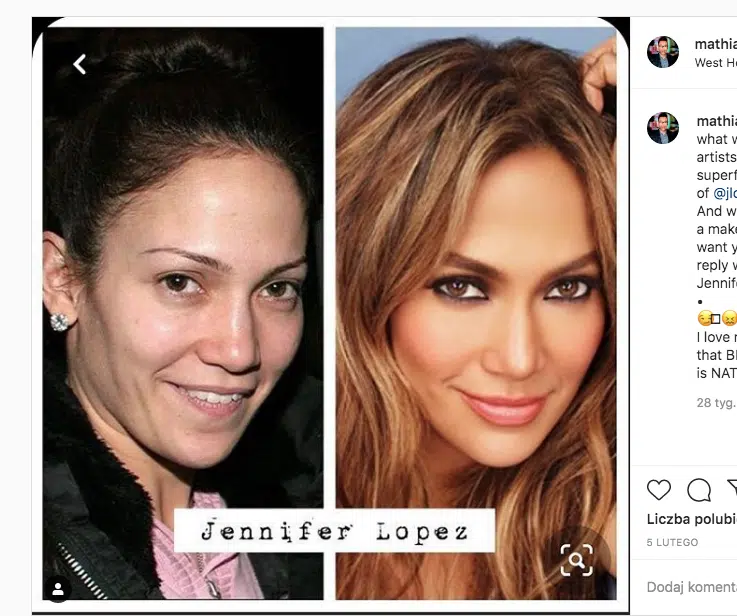 Jennifer Lopez
mathia
West Ho
mathia
what w
artists
superf
of @jlo
And w
a make
want y
reply w
Jennife
•
I love r
that B
is NAT
28 tyg.
Liczba polubi
5 LUTEGO
Dodaj koment